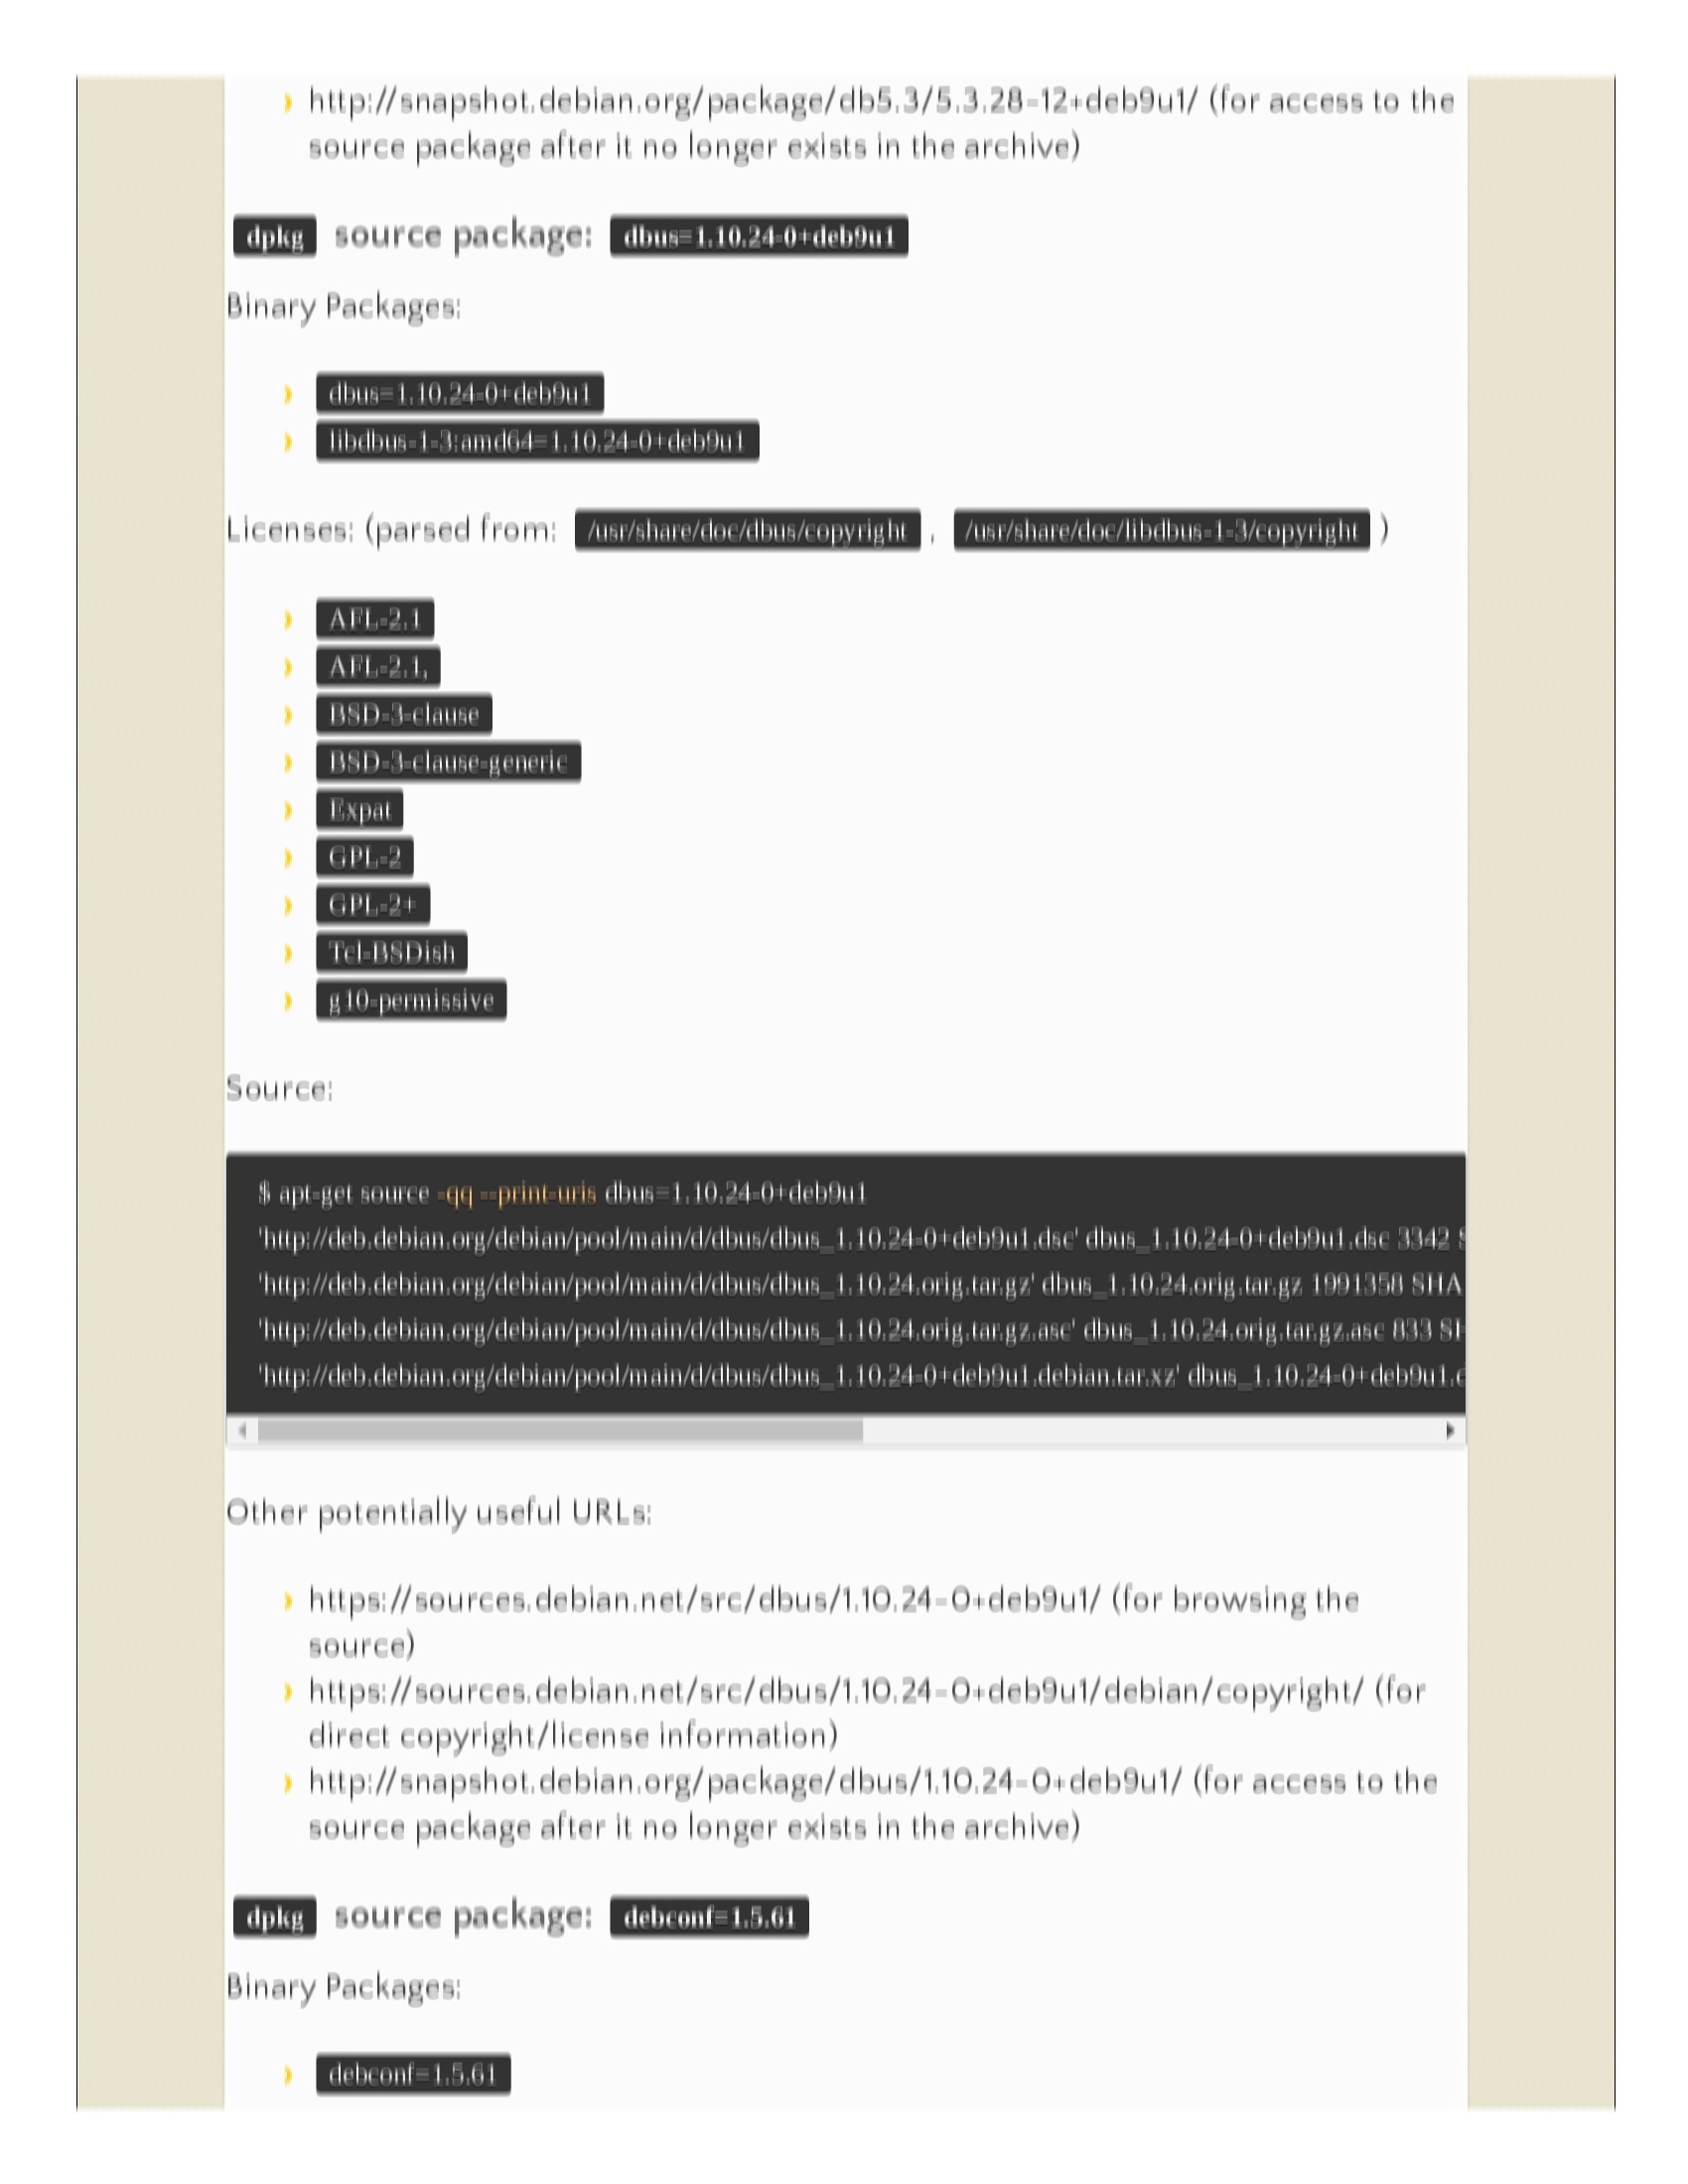 http://snapshot.debian.org/package/db5.3/5.3.28-12+deb9u1/ (for access to the
source package after it no longer exists in the archive)
dpkg source package: dbus=1.10.24-0+deb9u1
Binary Packages:
dbus=1.10.24-0+deb9u1
libdbus-1-3:amd64=1.10.24-0+deb9u1
Licenses: (parsed from: /usr/share/doc/dbus/copyright , /usr/share/doc/libdbus-1-3/copyright )
AFL-2.1
AFL-2.1,
BSD-3-clause
BSD-3-clause-generic
Expat
GPL-2
GPL-2+
Tcl-BSDish
g10-permissive
Source:
$ apt-get source -qq --print-uris dbus=1.10.24-0+deb9u1
'http://deb.debian.org/debian/pool/main/d/dbus/dbus_1.10.24-0+deb9u1.dsc' dbus_1.10.24-0+deb9u1.dsc 3342 S
'http://deb.debian.org/debian/pool/main/d/dbus/dbus_1.10.24.orig.tar.gz' dbus_1.10.24.orig.tar.gz 1991358 SHA
'http://deb.debian.org/debian/pool/main/d/dbus/dbus_1.10.24.orig.tar.gz.asc' dbus_1.10.24.orig.tar.gz.asc 833 SH
'http://deb.debian.org/debian/pool/main/d/dbus/dbus_1.10.24-0+deb9u1.debian.tar.xz' dbus_1.10.24-0+deb9u1.d
Other potentially useful URLs:
https://sources.debian.net/src/dbus/1.10.24-0+deb9u1/ (for browsing the
source)
https://sources.debian.net/src/dbus/1.10.24-0+deb9u1/debian/copyright/ (for
direct copyright/license information)
http://snapshot.debian.org/package/dbus/1.10.24-0+deb9u1/ (for access to the
source package after it no longer exists in the archive)
dpkg source package: debconf=1.5.61
Binary Packages:
debconf=1.5.61